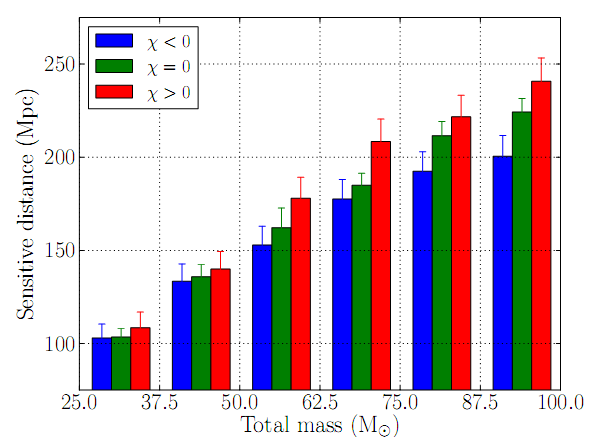 χ < 0
χ = 0
χ > 0
250
200
150
100
Sensitive distance (Mpc)
25.0 37.5 50.0 62.5 75.0 87.5 100.0
Total mass (M⊙)